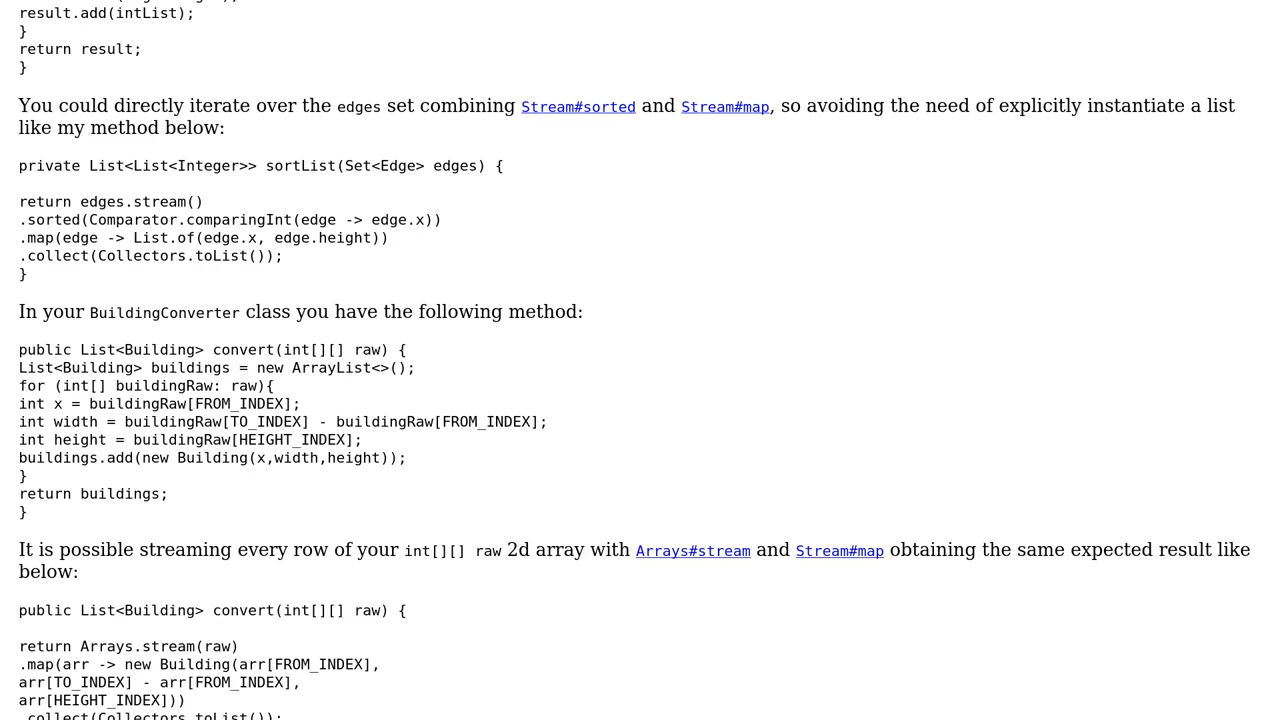 result.add(intList);
}
return result;
}
You could directly iterate over the edges set combining Stream#sorted and Stream#map, so avoiding the need of explicitly instantiate a list
like my method below:
private List<List<Integer>> sortList(Set<Edge> edges) {
return edges.stream()
.sorted(Comparator.comparingInt(edge -> edge.x))
.map(edge -> List.of(edge.x, edge.height))
.collect(Collectors.toList());
}
In your BuildingConverter class you have the following method:
public List<Building> convert(int[][] raw) {
List<Building> buildings = new ArrayList<>();
for (int[] buildingRaw: raw){
int x = buildingRaw[FROM_INDEX];
int width = buildingRaw[TO_INDEX] - buildingRaw[FROM_INDEX];
int height = buildingRaw[HEIGHT_INDEX];
buildings.add(new Building(x,width,height));
}
return buildings;
}
It is possible streaming every row of your int[][] raw 2d array with Arrays#stream and Stream#map obtaining the same expected result like
below:
public List<Building> convert(int[][] raw) {
return Arrays.stream(raw)
.map(arr -> new Building(arr[FROM_INDEX],
arr[TO_INDEX] - arr[FROM_INDEX],
arr[HEIGHT_INDEX]))
.collect(Collectors.toList());